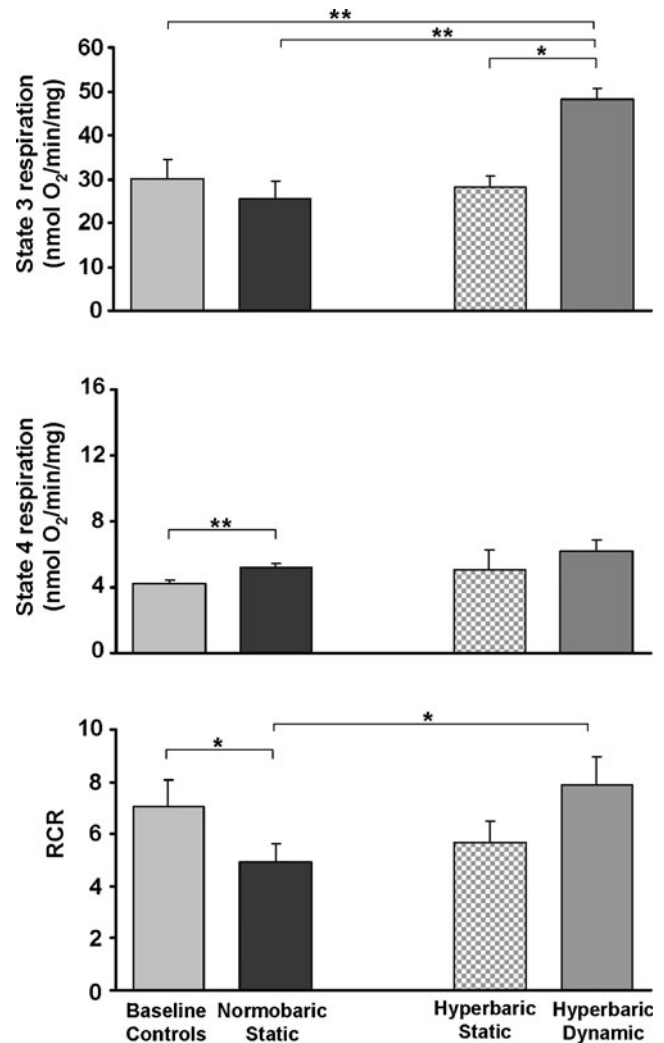 **
**
*
60
50
40
30
20
10
0
State 3 respiration
(nmol O₂/min/mg)
16
12
8
4
0
**
State 4 respiration
(nmol O₂/min/mg)
10
8
6
4
2
0
*
*
RCR
Baseline
Controls
Normobaric
Static
Hyperbaric
Static
Hyperbaric
Dynamic